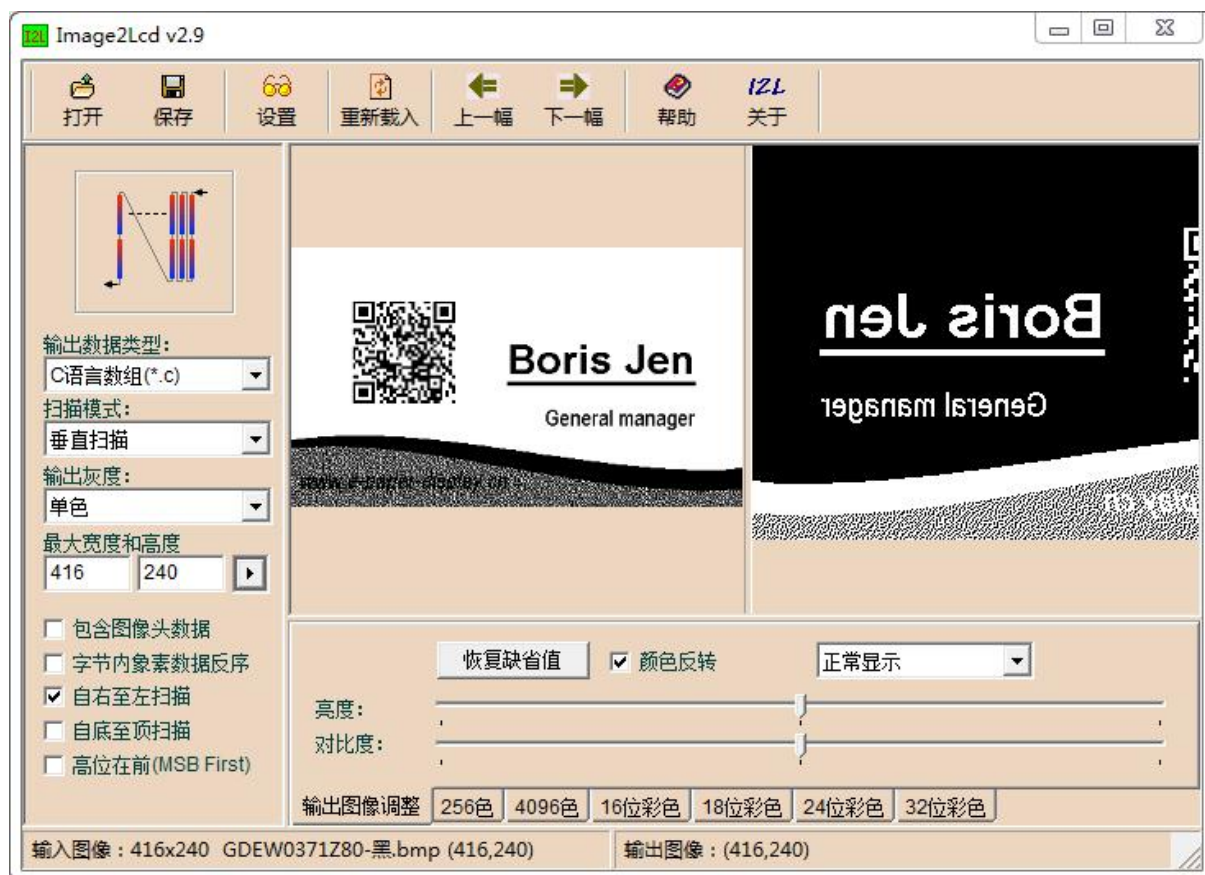 I2L Image2Lcd v2.9
打开 保存 设置 重新载入 上一幅 下一幅 帮助 I2L
关于
输出数据类型:
C语言数组(*.c)
扫描模式:
垂直扫描
输出灰度:
单色
最大宽度和高度
416 240
包含图像头数据
字节内象素数据反序
自右至左扫描
自底至顶扫描
高位在前(MSB First)
Boris Jen
General manager
www.e-paper-display.cn
Boris Jen
General manager
play.cn
恢复缺省值 颜色反转 正常显示
亮度:
对比度:
输出图像调整 256色 4096色 16位彩色 18位彩色 24位彩色 32位彩色
输入图像：416x240 GDEW0371Z80-黑.bmp (416,240) 输出图像：(416,240)